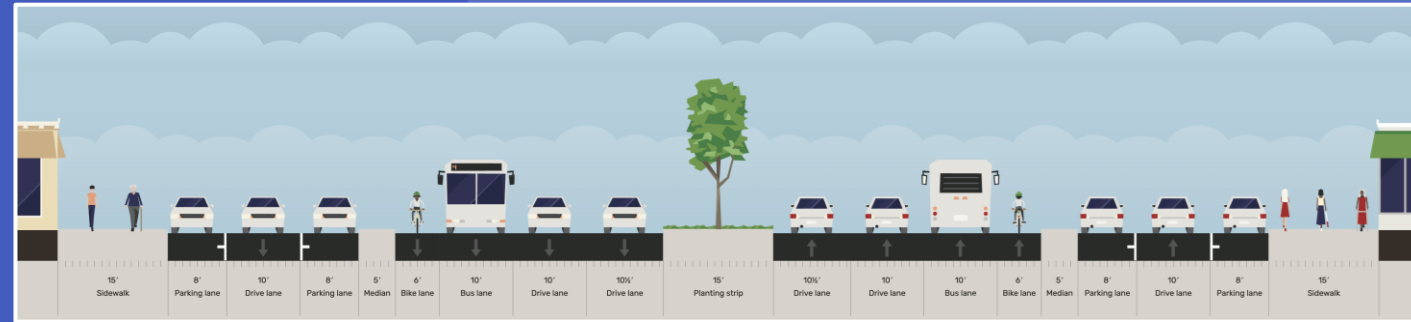 15′
Sidewalk
8′
Parking lane
10′
Drive lane
8′
Parking lane
5′
Median
6′
Bike lane
10′
Bus lane
10′
Drive lane
10½′
Drive lane
15′
Planting strip
10½′
Drive lane
10′
Drive lane
10′
Bus lane
6′
Bike lane
5′
Median
8′
Parking lane
10′
Drive lane
8′
Parking lane
15′
Sidewalk